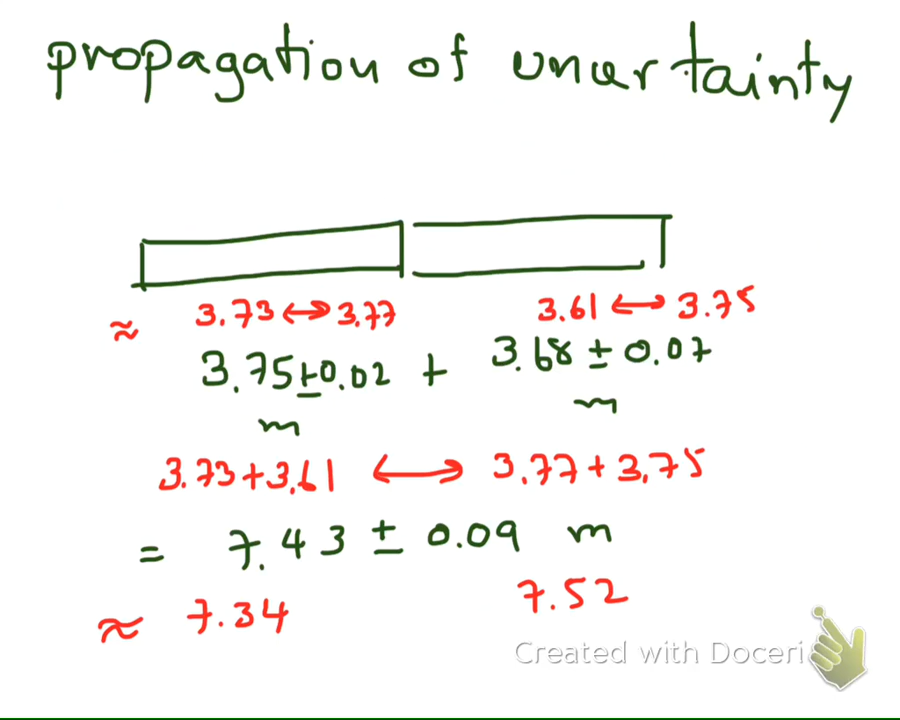 propagation of uncertainty
≈ 3.73 ↔ 3.77 3.61 ↔ 3.75
3.75±0.02 + 3.68 ± 0.07
m m
3.73+3.61 ↔ 3.77+3.75
= 7.43 ± 0.09 m
≈ 7.34 7.52
Created with Doceri